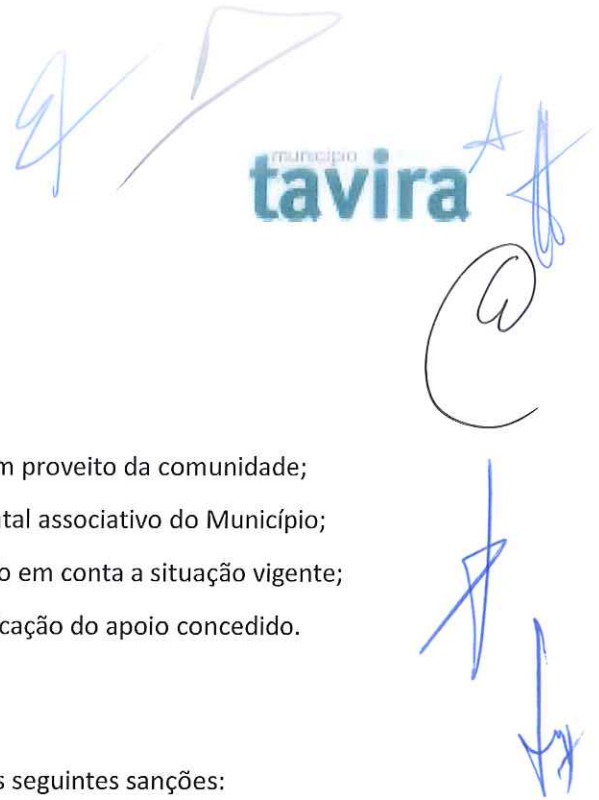 município
tavira
m proveito da comunidade;
tal associativo do Município;
o em conta a situação vigente;
cação do apoio concedido.
s seguintes sanções: